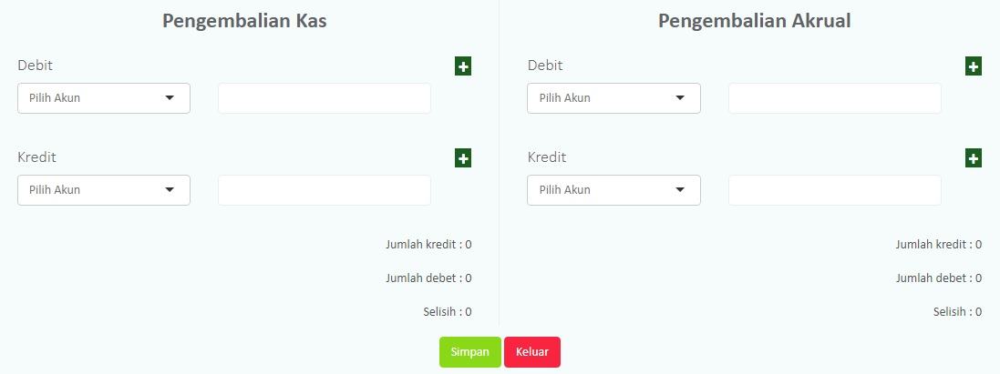 Pengembalian Kas
Debit
Pilih Akun
Kredit
Pilih Akun
Jumlah kredit : 0
Jumlah debet : 0
Selisih : 0
Pengembalian Akrual
Debit
Pilih Akun
Kredit
Pilih Akun
Jumlah kredit : 0
Jumlah debet : 0
Selisih : 0
Simpan
Keluar